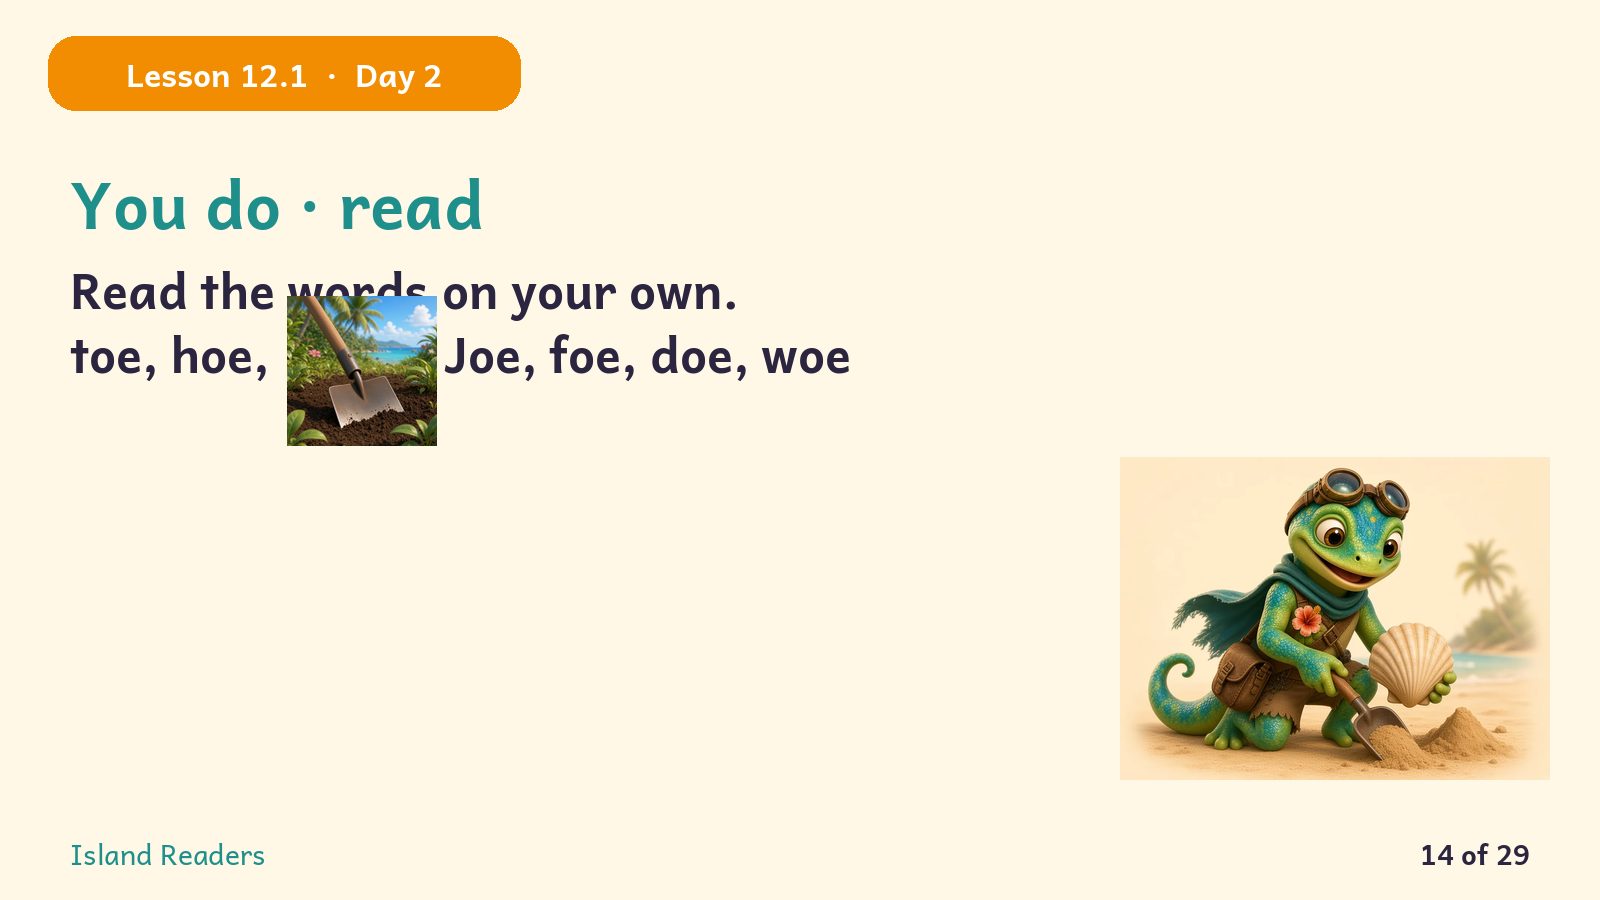 Lesson 12.1 · Day 2
You do · read
Read the words on your own.
toe, hoe, Joe, foe, doe, woe
Island Readers
14 of 29